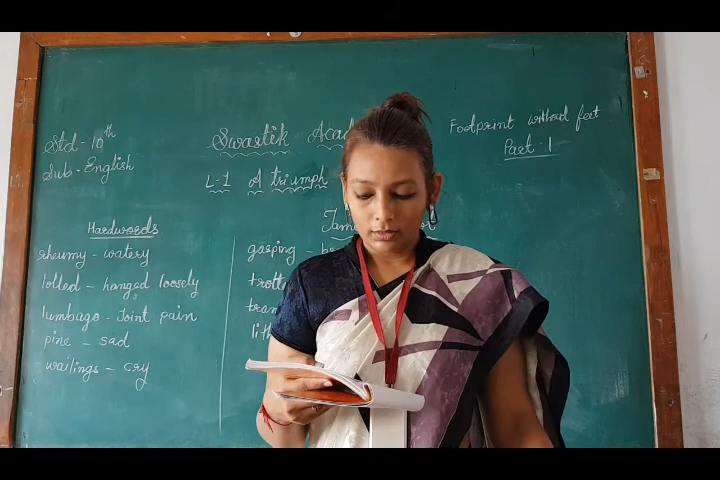 Std - 10th
Sub - English
Swastik Acad
L-1 A triumph
Footprint without feet
Part - 1
Hardwords
rheumy - watery
lolled - hanged loosely
lumbago - Joint pain
pine - sad
wailings - cry
gasping -